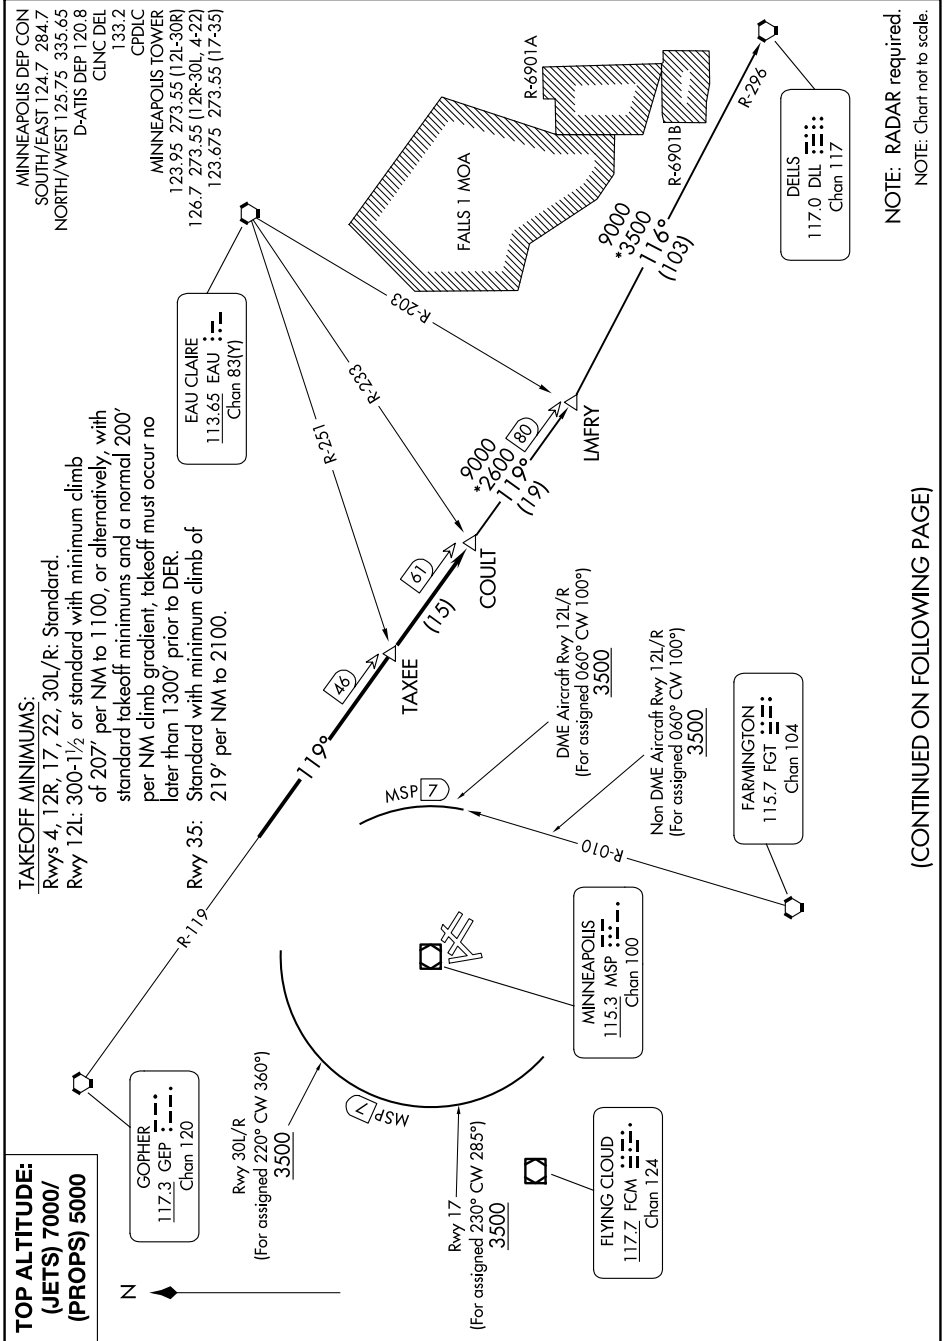 TOP ALTITUDE:
(JETS) 7000/
(PROPS) 5000
TAKEOFF MINIMUMS:
Rwys 4, 12R, 17, 22, 30L/R: Standard.
Rwy 12L: 300-1½ or standard with minimum climb
of 207' per NM to 1100, or alternatively, with
standard takeoff minimums and a normal 200'
per NM climb gradient, takeoff must occur no
later than 1300' prior to DER.
Rwy 35: Standard with minimum climb of
219' per NM to 2100.
MINNEAPOLIS DEP CON
SOUTH/EAST 124.7 284.7
NORTH/WEST 125.75 335.65
D-ATIS DEP 120.8
CLNC DEL
133.2
CPDLC
MINNEAPOLIS TOWER
123.95 273.55 (12L-30R)
126.7 273.55 (12R-30L, 4-22)
123.675 273.55 (17-35)
N
GOPHER
117.3 GEP
Chan 120
R-119
119°
46
TAXEE
(15)
61
COULT
9000
*2600
119°
(19)
80
LMFRY
9000
*3500
116°
(103)
R-296
EAU CLAIRE
113.65 EAU
Chan 83(Y)
R-251
R-233
R-203
FALLS 1 MOA
R-6901A
R-6901B
DELLS
117.0 DLL
Chan 117
Rwy 30L/R
(For assigned 220° CW 360°)
3500
MSP 7
Rwy 17
(For assigned 230° CW 285°)
3500
MSP 7
DME Aircraft Rwy 12L/R
(For assigned 060° CW 100°)
3500
Non DME Aircraft Rwy 12L/R
(For assigned 060° CW 100°)
3500
R-010
MINNEAPOLIS
115.3 MSP
Chan 100
FARMINGTON
115.7 FGT
Chan 104
FLYING CLOUD
117.7 FCM
Chan 124
NOTE: RADAR required.
NOTE: Chart not to scale.
(CONTINUED ON FOLLOWING PAGE)